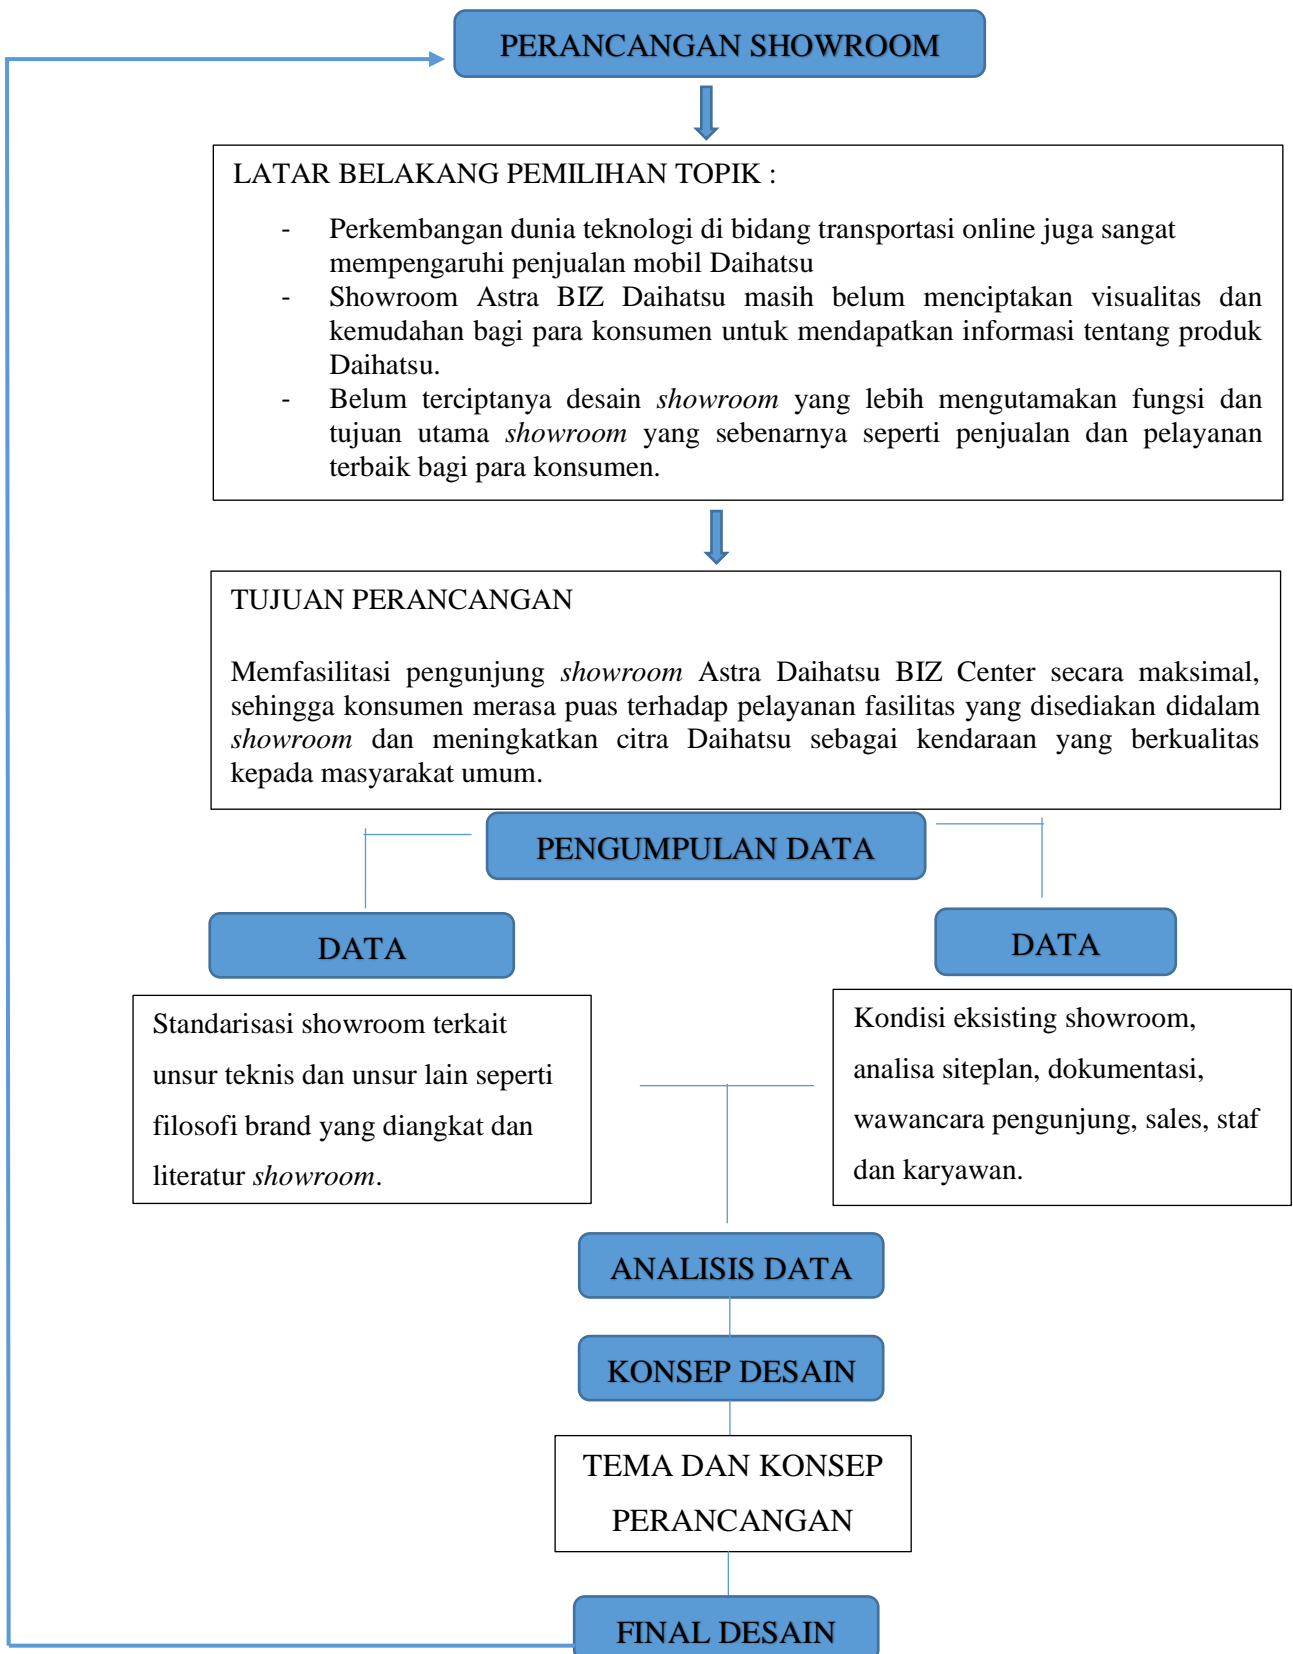 PERANCANGAN SHOWROOM
LATAR BELAKANG PEMILIHAN TOPIK :
- Perkembangan dunia teknologi di bidang transportasi online juga sangat
mempengaruhi penjualan mobil Daihatsu
- Showroom Astra BIZ Daihatsu masih belum menciptakan visualitas dan
kemudahan bagi para konsumen untuk mendapatkan informasi tentang produk
Daihatsu.
- Belum terciptanya desain showroom yang lebih mengutamakan fungsi dan
tujuan utama showroom yang sebenarnya seperti penjualan dan pelayanan
terbaik bagi para konsumen.
TUJUAN PERANCANGAN
Memfasilitasi pengunjung showroom Astra Daihatsu BIZ Center secara maksimal,
sehingga konsumen merasa puas terhadap pelayanan fasilitas yang disediakan didalam
showroom dan meningkatkan citra Daihatsu sebagai kendaraan yang berkualitas
kepada masyarakat umum.
PENGUMPULAN DATA
DATA
Standarisasi showroom terkait
unsur teknis dan unsur lain seperti
filosofi brand yang diangkat dan
literatur showroom.
DATA
Kondisi eksisting showroom,
analisa siteplan, dokumentasi,
wawancara pengunjung, sales, staf
dan karyawan.
ANALISIS DATA
KONSEP DESAIN
TEMA DAN KONSEP
PERANCANGAN
FINAL DESAIN